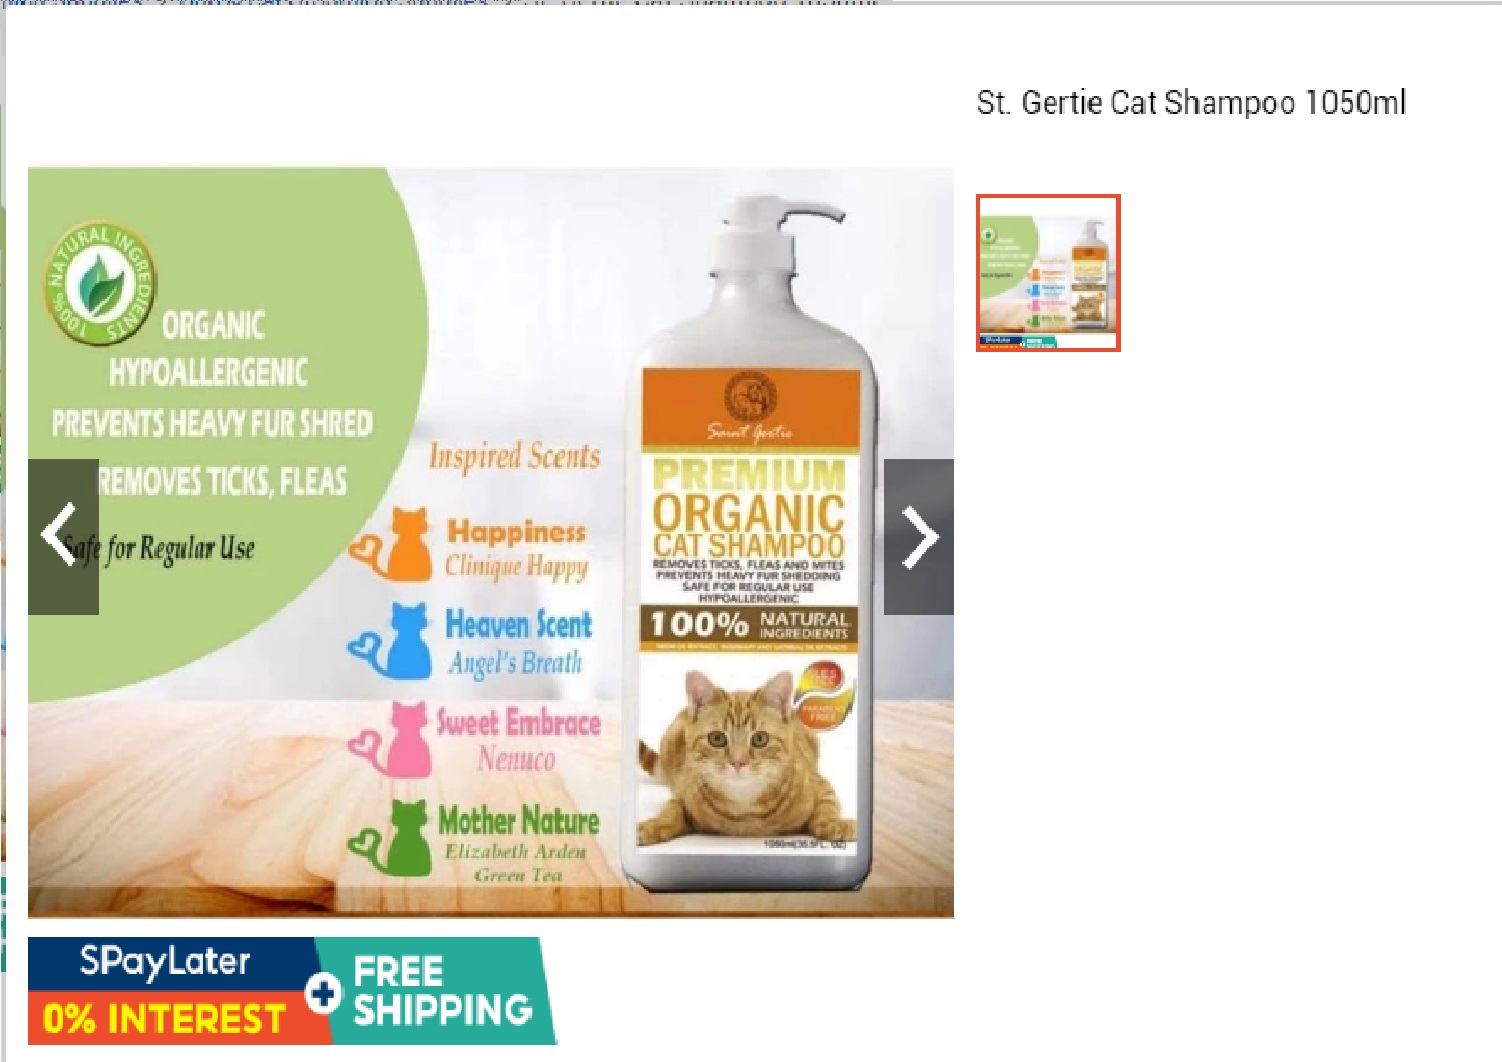 St. Gertie Cat Shampoo 1050ml
100% NATURAL INGREDIENTS
ORGANIC
HYPOALLERGENIC
PREVENTS HEAVY FUR SHRED
REMOVES TICKS, FLEAS
Safe for Regular Use
Inspired Scents
Happiness
Clinique Happy
Heaven Scent
Angel's Breath
Sweet Embrace
Nenuco
Mother Nature
Elizabeth Arden
Green Tea
Saint Gertie
PREMIUM
ORGANIC
CAT SHAMPOO
REMOVES TICKS, FLEAS AND MITES
PREVENTS HEAVY FUR SHEDDING
SAFE FOR REGULAR USE
HYPOALLERGENIC
100% NATURAL
INGREDIENTS
PARABEN
FREE
1050ml(35.5FL. OZ)
SPayLater
0% INTEREST
FREE
SHIPPING